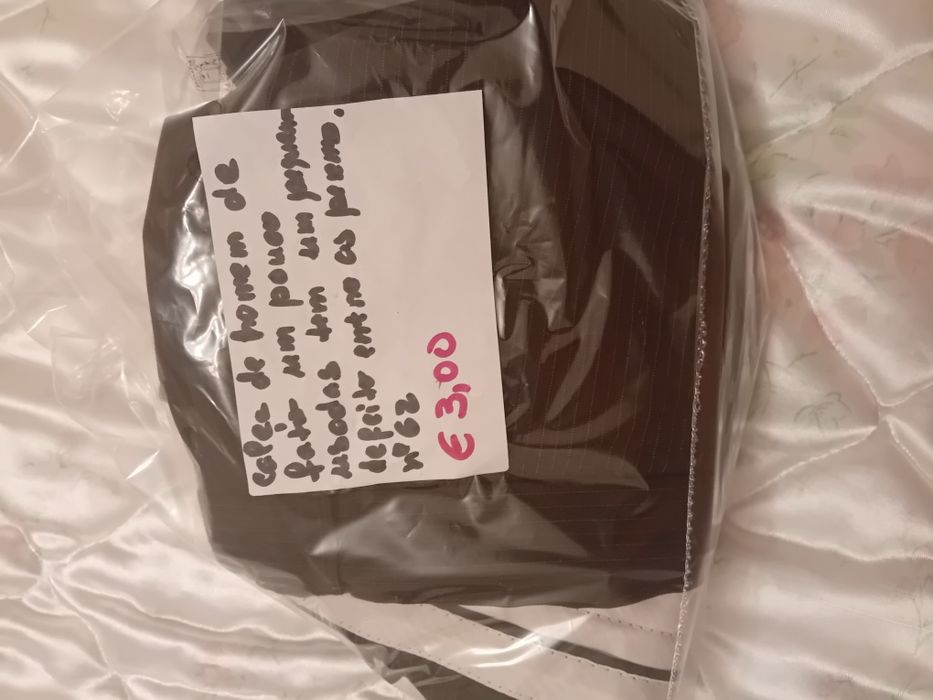 calça de homem de
fato um pouco
usadas tem um pequeno
defeito entre as pernas.
nº 62
€ 3,00